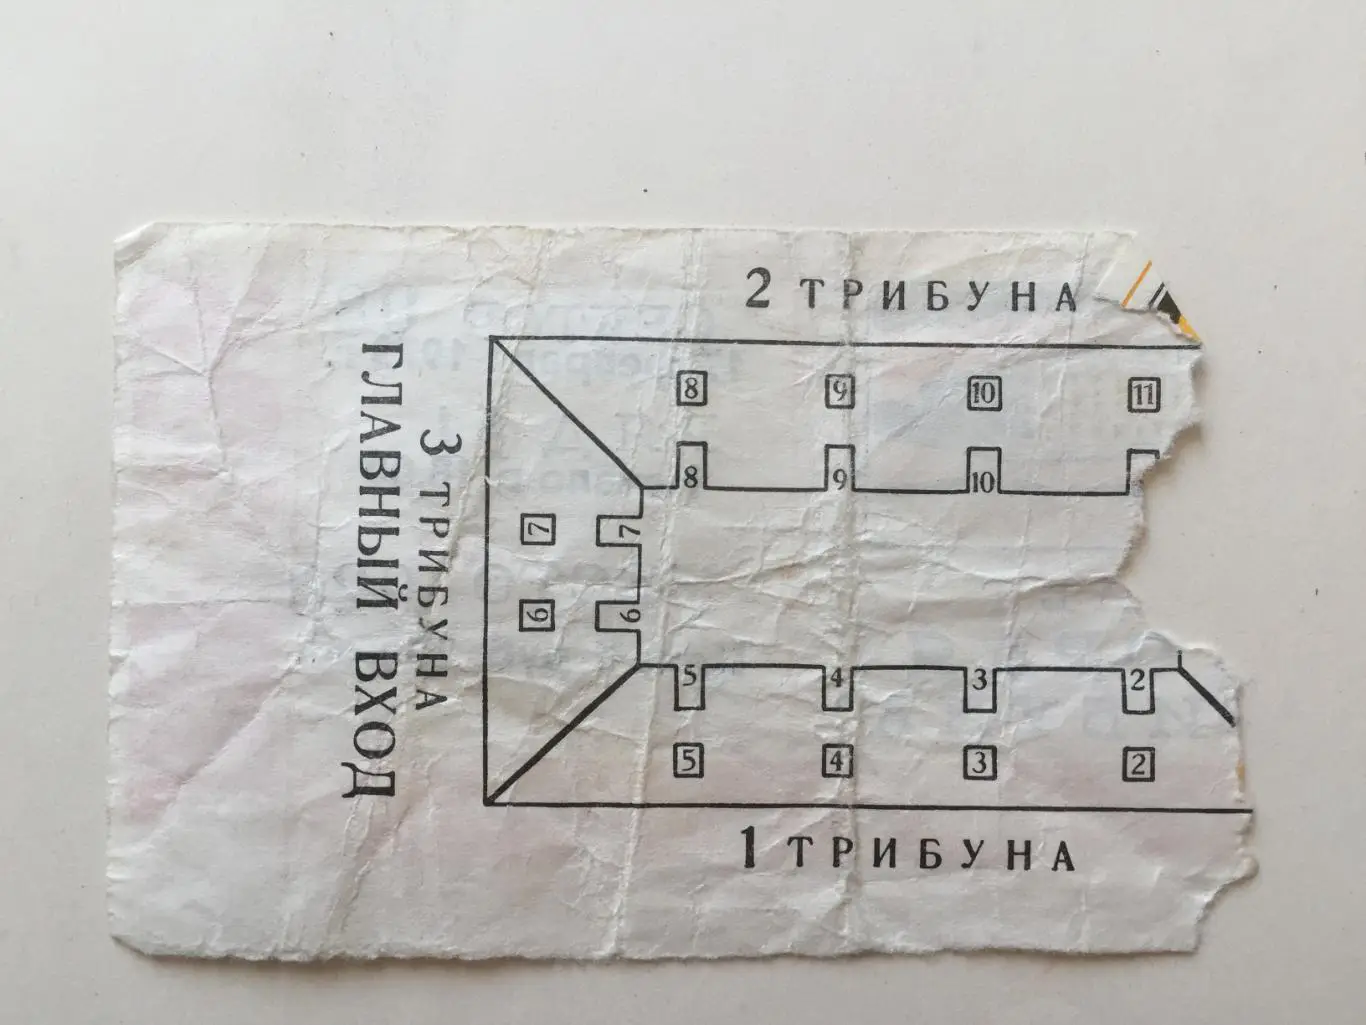 2 ТРИБУНА
8 9 10 11
8 9 10
ГЛАВНЫЙ ВХОД
3 ТРИБУНА
7 7
6 6
5 4 3 2
5 4 3 2
1 ТРИБУНА